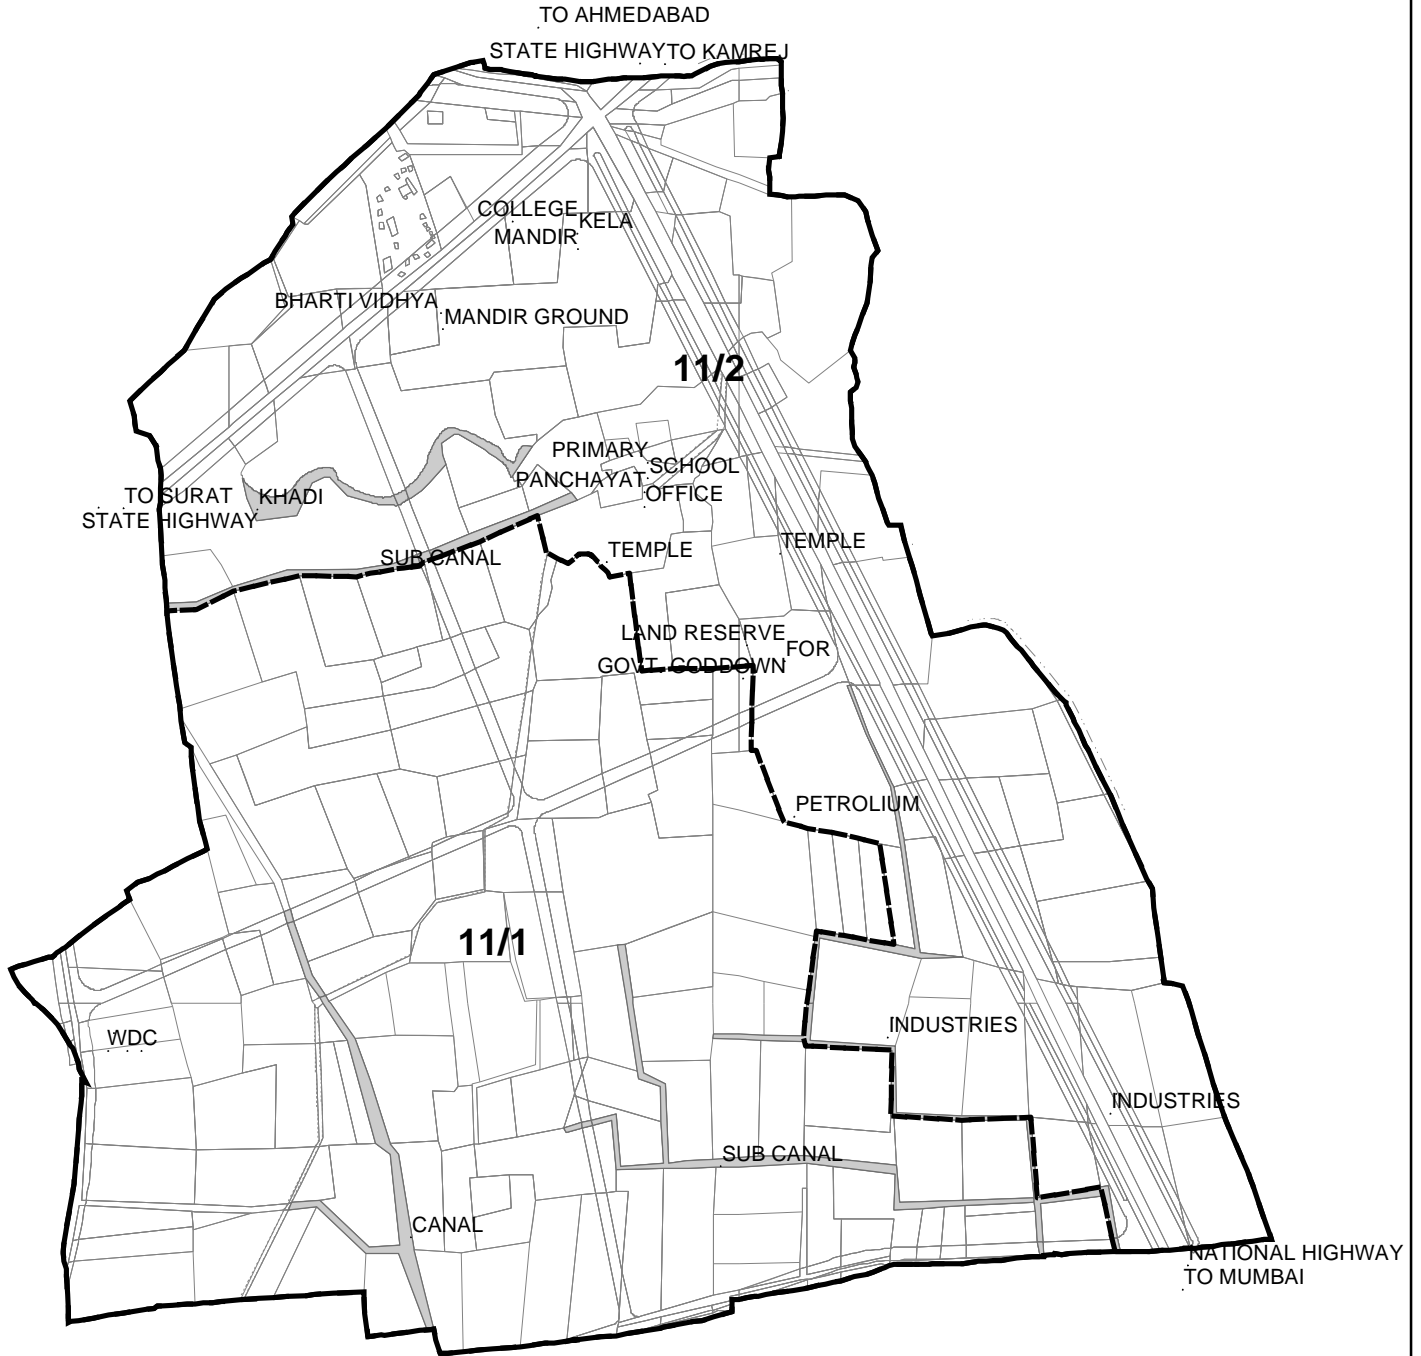 TO AHMEDABAD
STATE HIGHWAY TO KAMREJ
COLLEGE KELA
MANDIR
BHARTI VIDHYA
MANDIR GROUND
11/2
PRIMARY
SCHOOL
PANCHAYAT
OFFICE
TO SURAT
KHADI
STATE HIGHWAY
TEMPLE
TEMPLE
SUB CANAL
LAND RESERVE
FOR
GOVT. GODDOWN
PETROLIUM
11/1
INDUSTRIES
WDC
INDUSTRIES
SUB CANAL
CANAL
NATIONAL HIGHWAY
TO MUMBAI